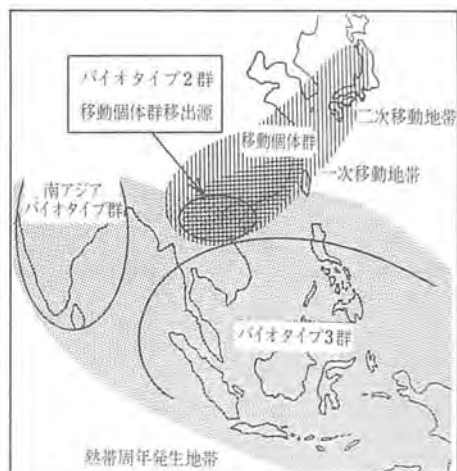 バイオタイプ2群
移動個体群移出源
二次移動地帯
移動個体群
一次移動地帯
南アジア
バイオタイプ群
バイオタイプ3群
熱帯周年発生地帯